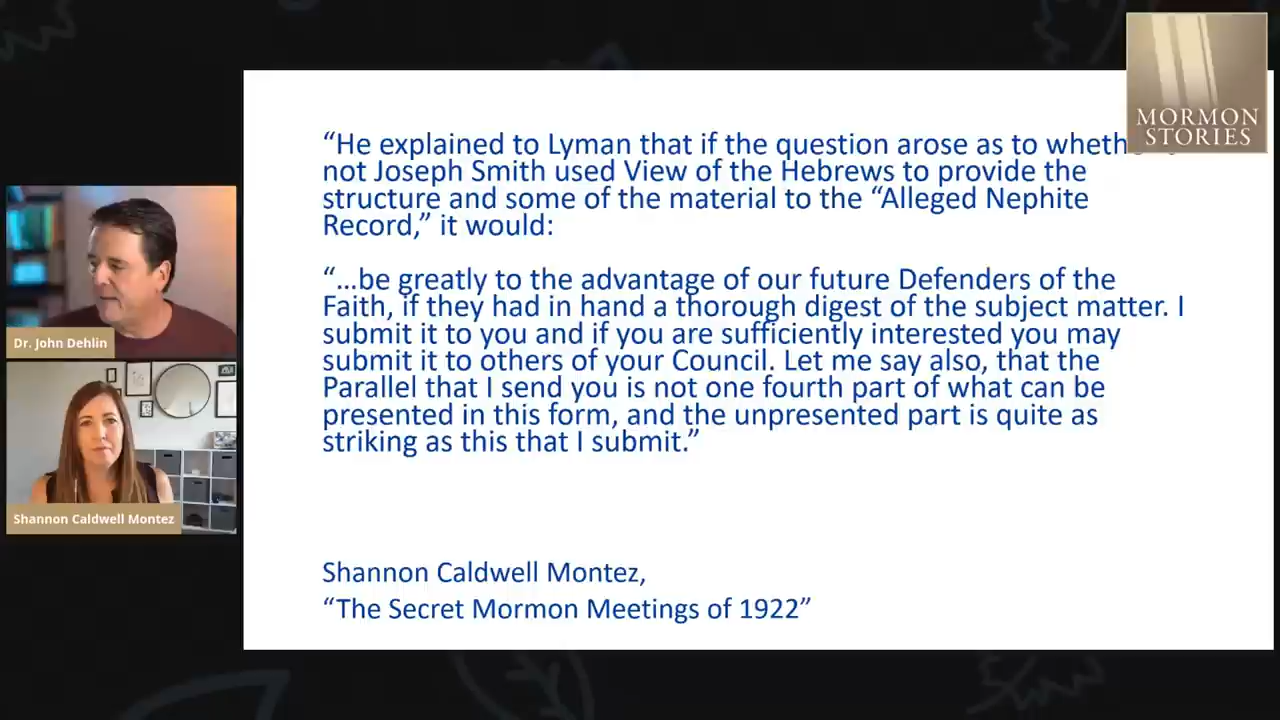 MORMON
STORIES
“He explained to Lyman that if the question arose as to
not Joseph Smith used View of the Hebrews to provide the
structure and some of the material to the “Alleged Nephite
Record,” it would:
“…be greatly to the advantage of our future Defenders of the
Faith, if they had in hand a thorough digest of the subject matter. I
submit it to you and if you are sufficiently interested you may
submit it to others of your Council. Let me say also, that the
Parallel that I send you is not one fourth part of what can be
presented in this form, and the unpresented part is quite as
striking as this that I submit.”
Shannon Caldwell Montez,
“The Secret Mormon Meetings of 1922”
Dr. John Dehlin
Shannon Caldwell Montez